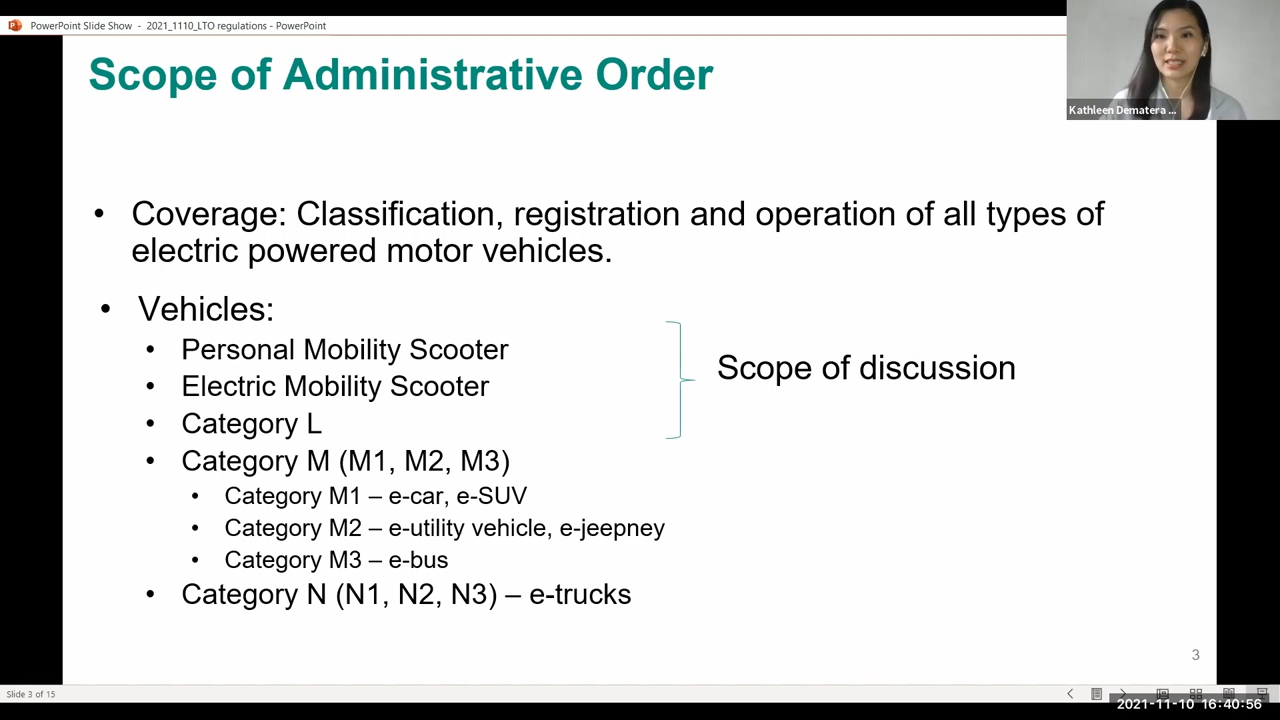 PowerPoint Slide Show - 2021_1110_LTO regulations - PowerPoint
Kathleen Dematera ...
Scope of Administrative Order
• Coverage: Classification, registration and operation of all types of
electric powered motor vehicles.
• Vehicles:
• Personal Mobility Scooter
• Electric Mobility Scooter
• Category L
Scope of discussion
• Category M (M1, M2, M3)
• Category M1 – e-car, e-SUV
• Category M2 – e-utility vehicle, e-jeepney
• Category M3 – e-bus
• Category N (N1, N2, N3) – e-trucks
3
Slide 3 of 15
2021-11-10 16:40:56